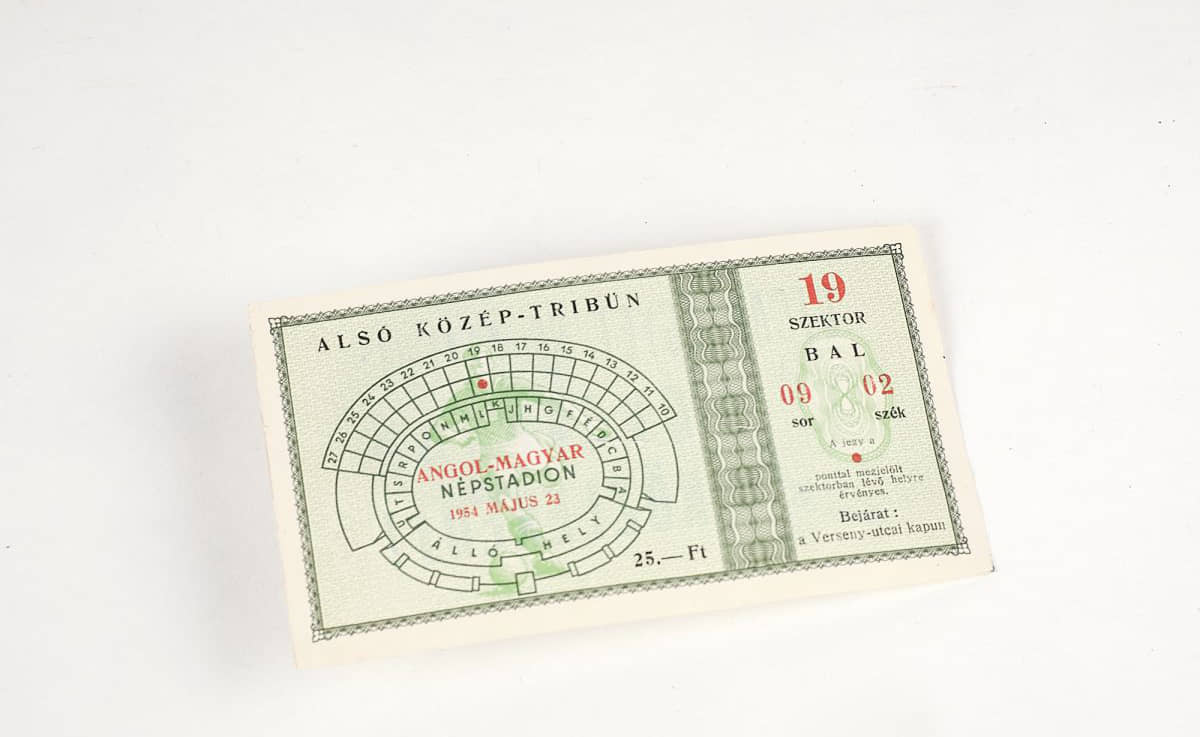 ALSÓ KÖZÉP-TRIBÜN
27 26 25 24 23 22 21 20 19 18 17 16 15 14 13 12 11 10
U T S R P O N M L K J H G F É D C B A
ANGOL-MAGYAR
NÉPSTADION
1954 MÁJUS 23
ÁLLÓ HELY
25.— Ft
19
SZEKTOR
BAL
09 02
sor szék
A jegy a
ponttal megjelölt
szektorban lévő helyre
érvényes.
Bejárat :
a Verseny-utcai kapun